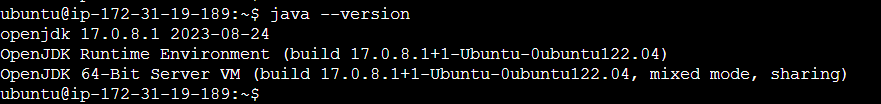 ubuntu@ip-172-31-19-189:~$ java --version
openjdk 17.0.8.1 2023-08-24
OpenJDK Runtime Environment (build 17.0.8.1+1-Ubuntu-0ubuntu122.04)
OpenJDK 64-Bit Server VM (build 17.0.8.1+1-Ubuntu-0ubuntu122.04, mixed mode, sharing)
ubuntu@ip-172-31-19-189:~$